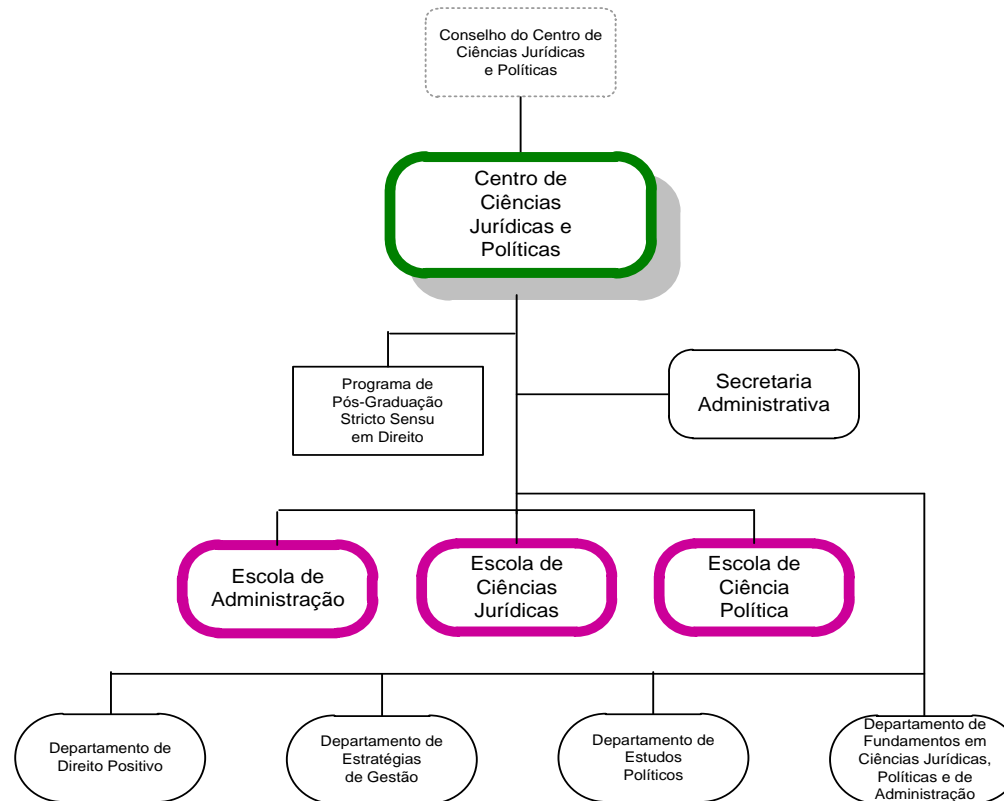 Conselho do Centro de
Ciências Jurídicas
e Políticas
Centro de
Ciências
Jurídicas e
Políticas
Programa de
Pós-Graduação
Stricto Sensu
em Direito
Secretaria
Administrativa
Escola de
Administração
Escola de
Ciências
Jurídicas
Escola de
Ciência
Política
Departamento de
Direito Positivo
Departamento de
Estratégias
de Gestão
Departamento de
Estudos
Políticos
Departamento de
Fundamentos em
Ciências Jurídicas,
Políticas e de
Administração